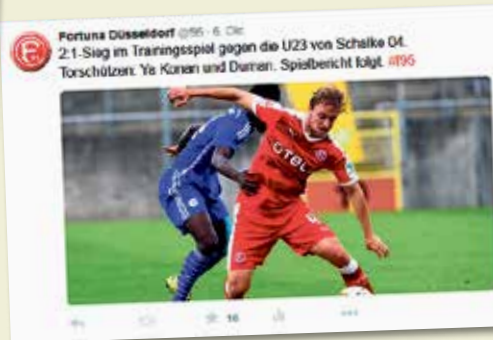 Fortuna Düsseldorf @f95 · 6. Okt.
2:1-Sieg im Trainingsspiel gegen die U23 von Schalke 04.
Torschützen: Ya Konan und Duman. Spielbericht folgt. #f95
OTELO
16